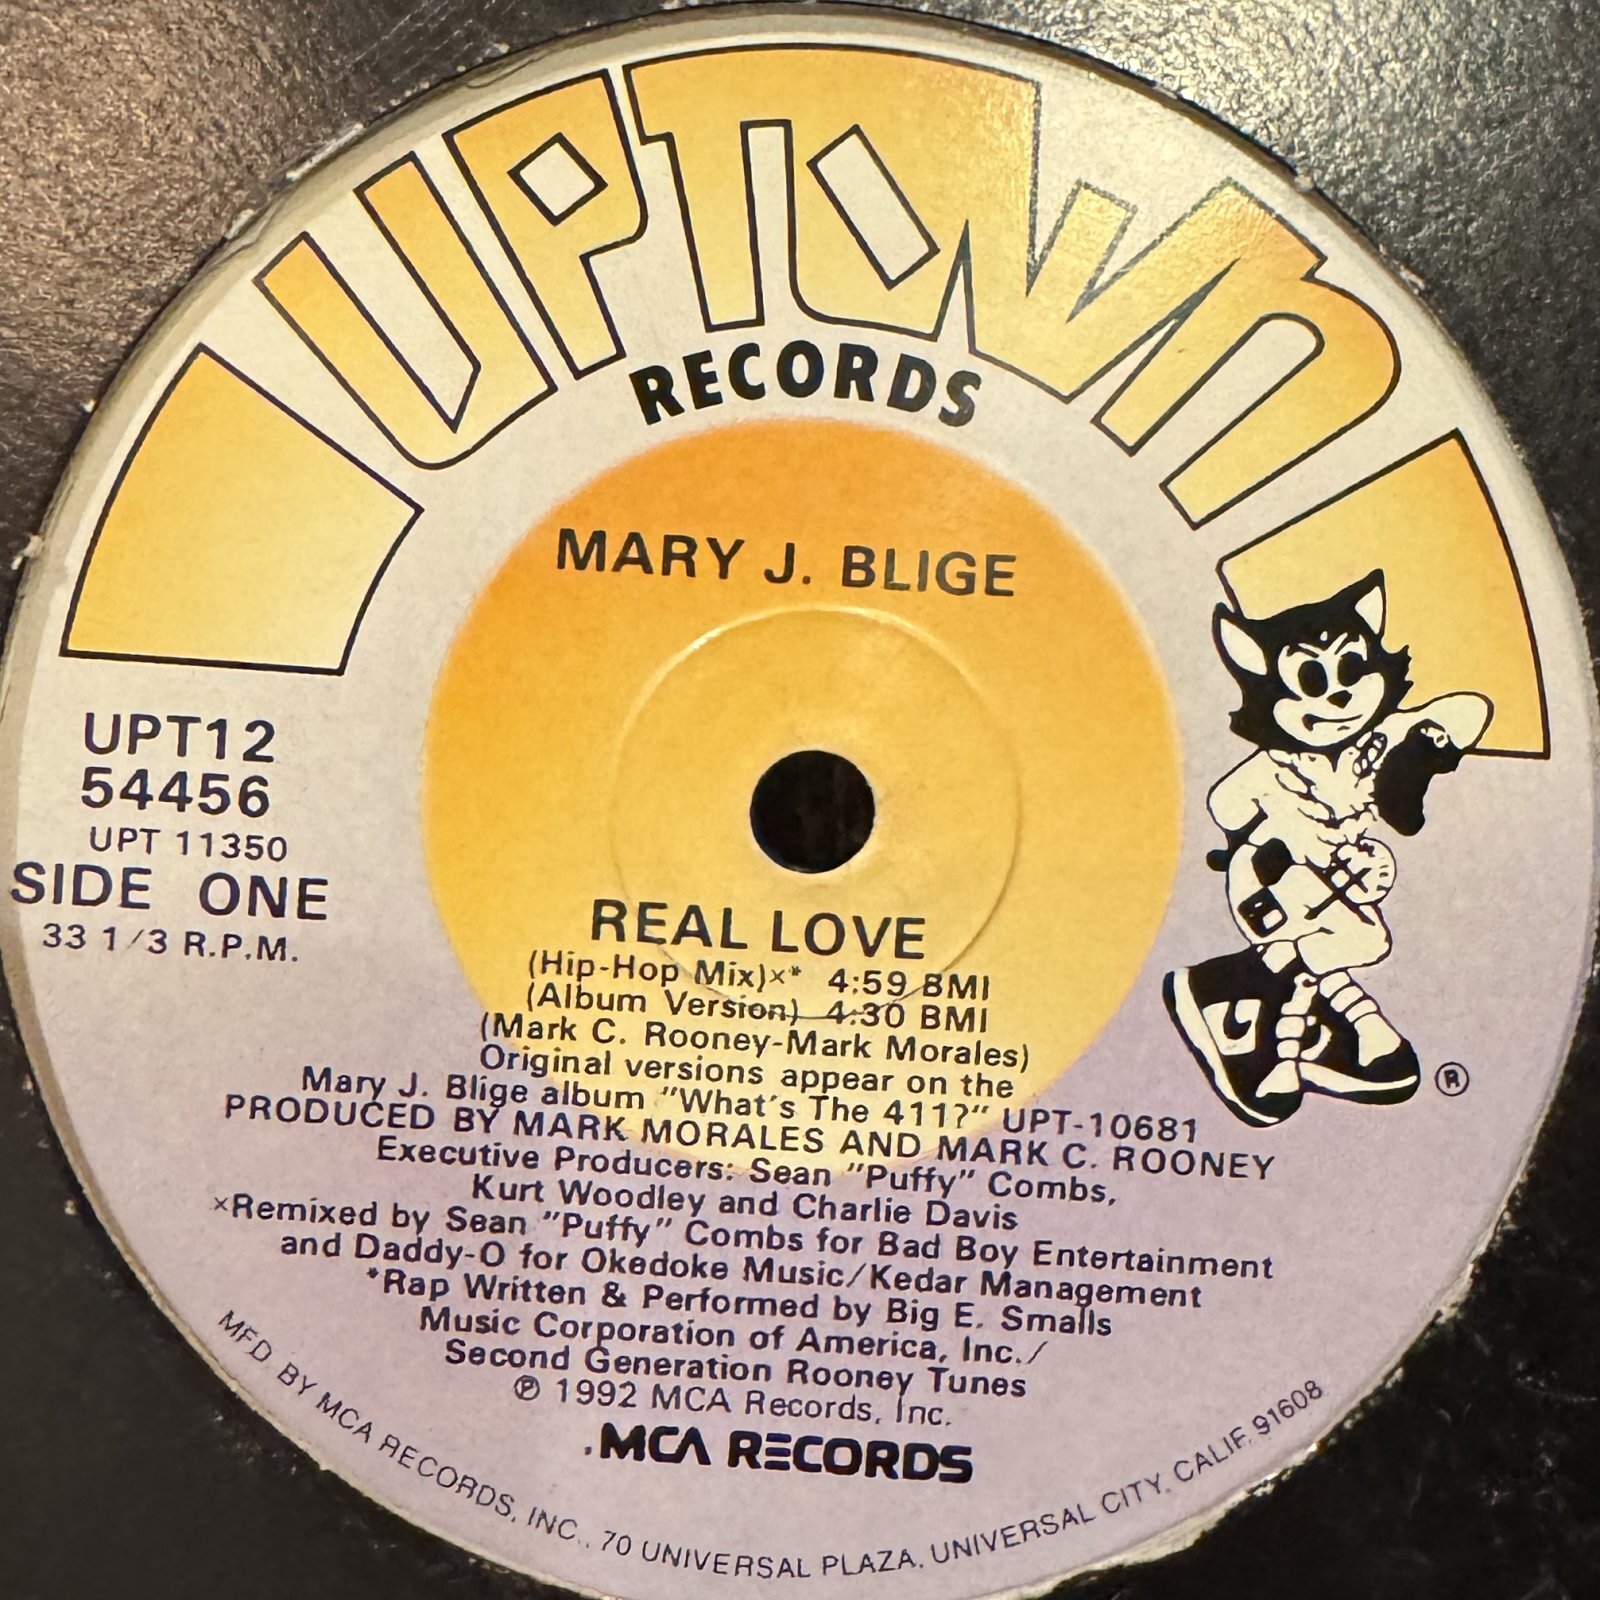 UPTOWN
RECORDS
MARY J. BLIGE
UPT12
54456
UPT 11350
SIDE ONE
33 1/3 R.P.M.
REAL LOVE
(Hip-Hop Mix)×* 4:59 BMI
(Album Version) 4:30 BMI
(Mark C. Rooney-Mark Morales)
Original versions appear on the
Mary J. Blige album "What's The 411?" UPT-10681
PRODUCED BY MARK MORALES AND MARK C. ROONEY
Executive Producers: Sean "Puffy" Combs,
Kurt Woodley and Charlie Davis
×Remixed by Sean "Puffy" Combs for Bad Boy Entertainment
and Daddy-O for Okedoke Music/Kedar Management
*Rap Written & Performed by Big E. Smalls
Music Corporation of America, Inc./
Second Generation Rooney Tunes
℗ 1992 MCA Records, Inc.
.MCA RECORDS
MFD. BY MCA RECORDS, INC., 70 UNIVERSAL PLAZA, UNIVERSAL CITY, CALIF. 91608
®